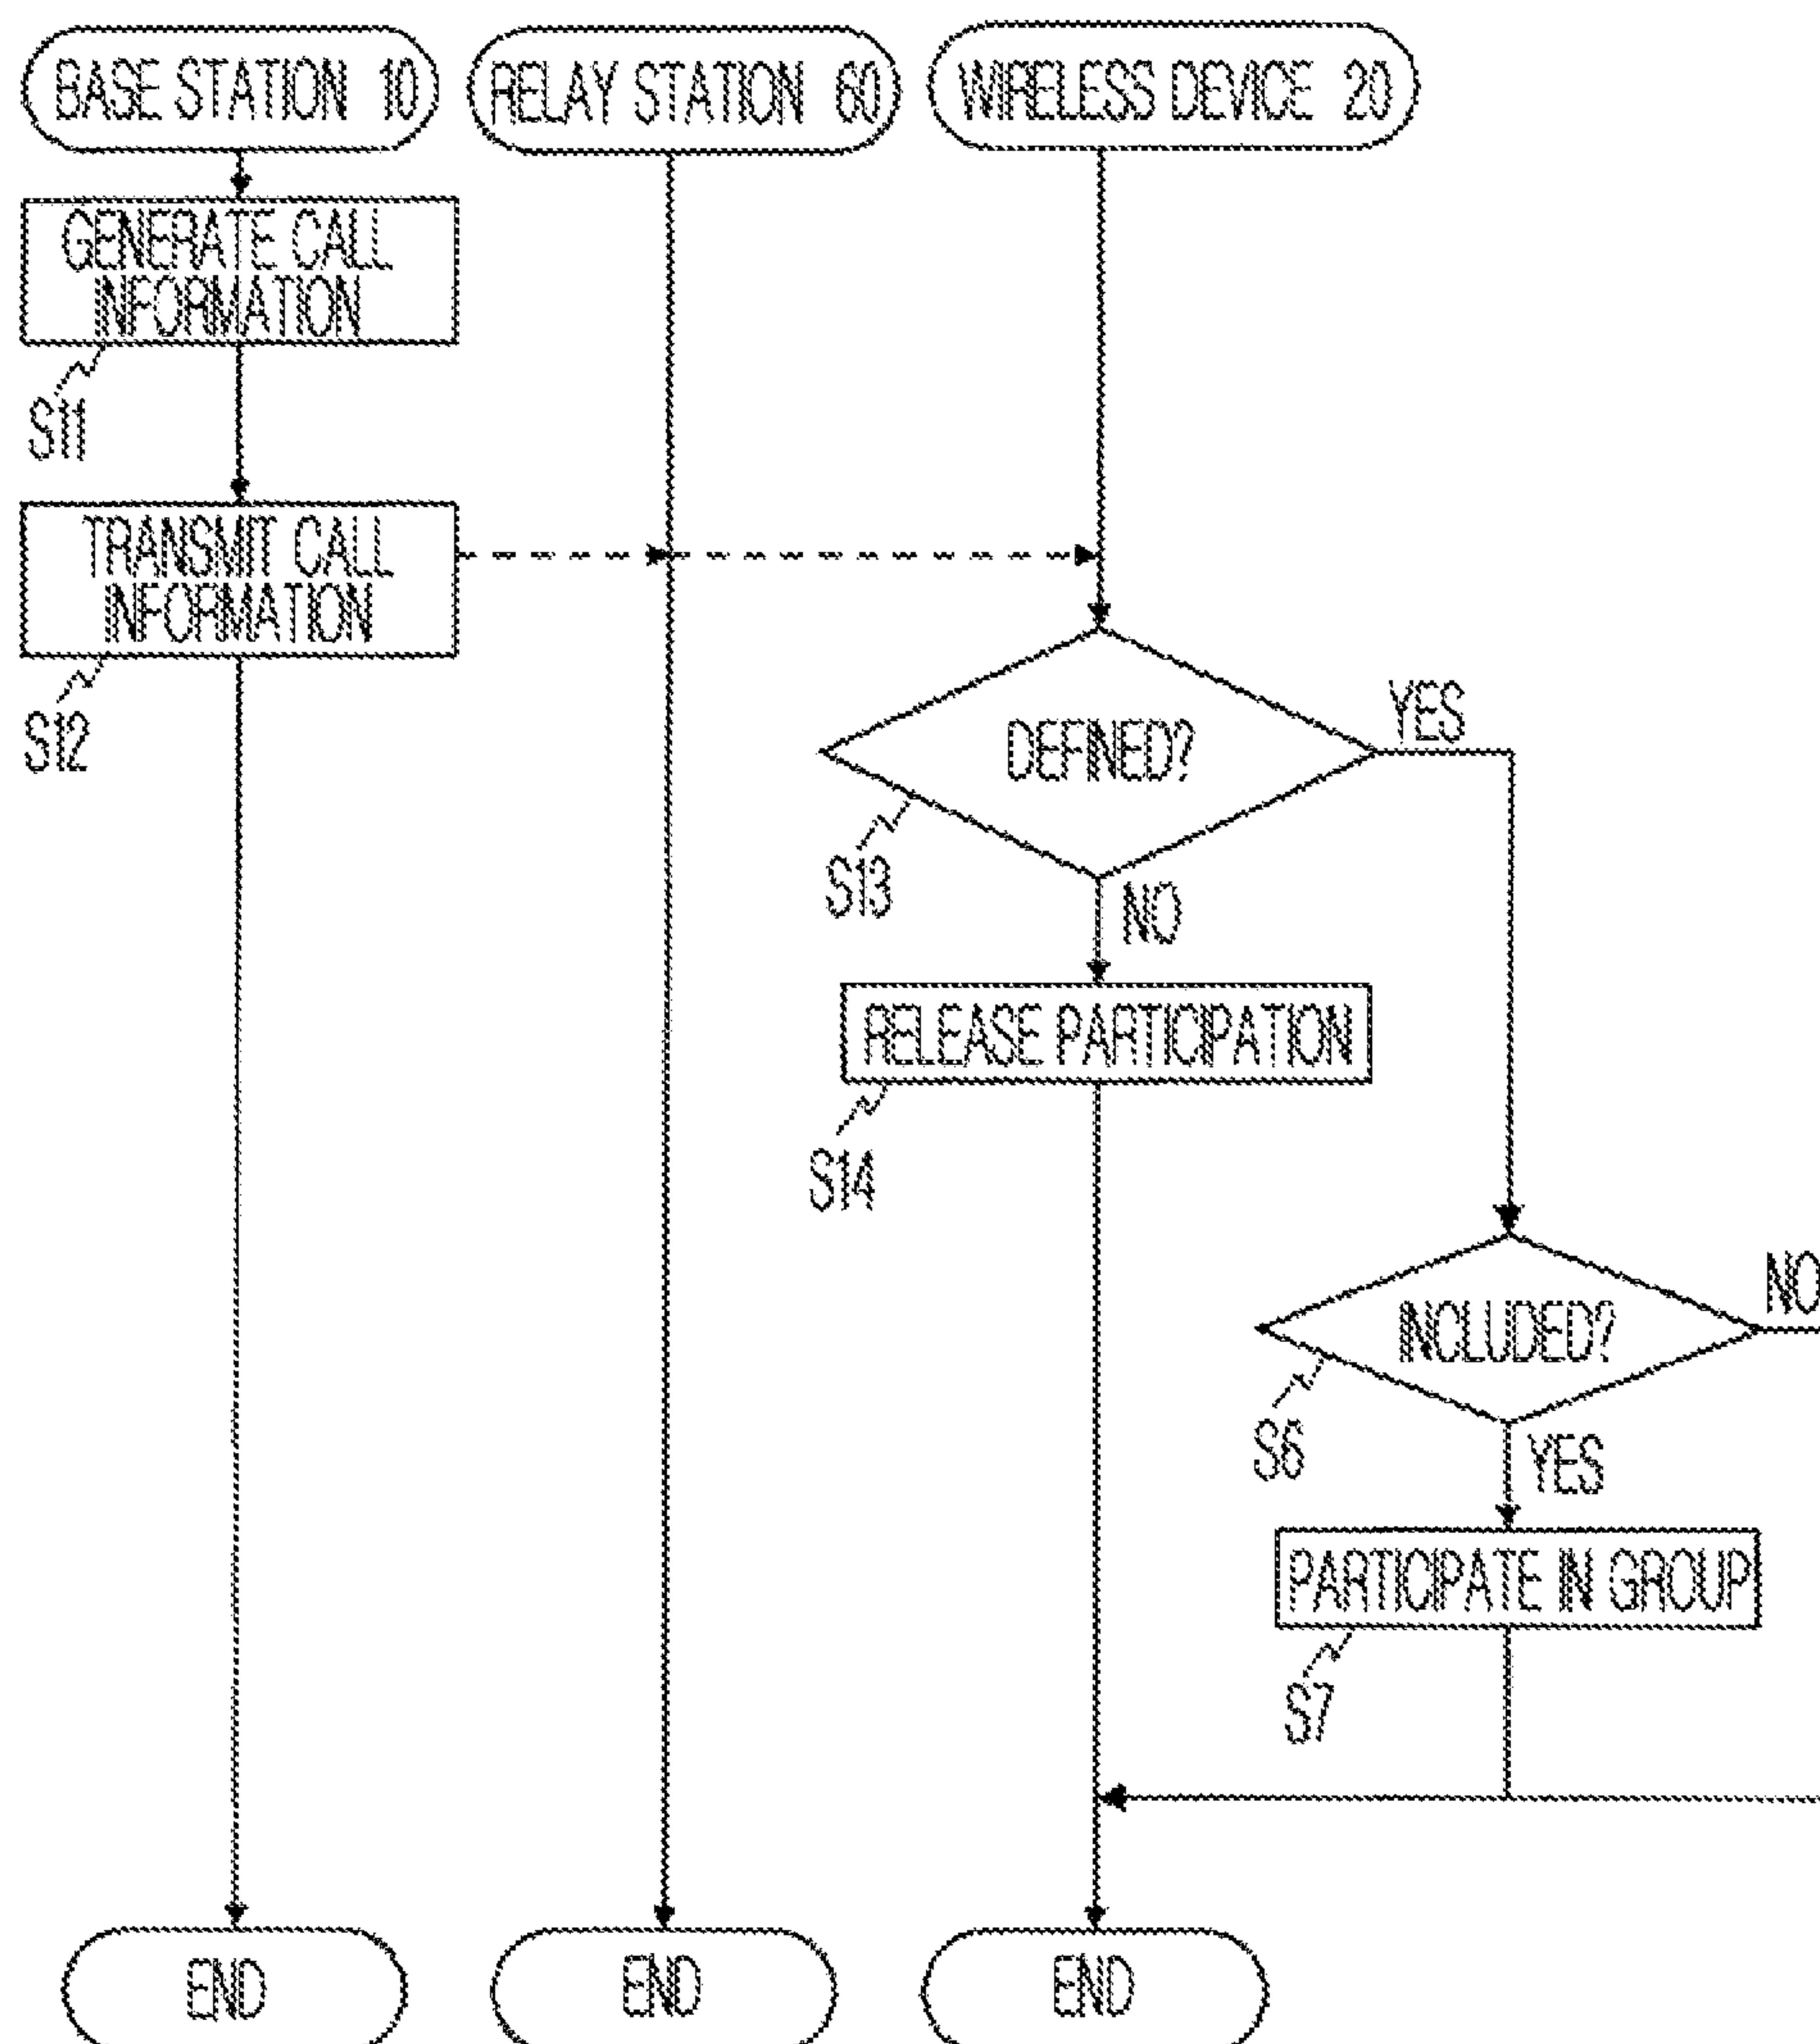 BASE STATION 10
RELAY STATION 60
WIRELESS DEVICE 20
GENERATE CALL
INFORMATION
S11
TRANSMIT CALL
INFORMATION
S12
DEFINED?
YES
S13
NO
RELEASE PARTICIPATION
S14
INCLUDED?
NO
S6
YES
PARTICIPATE IN GROUP
S7
END
END
END